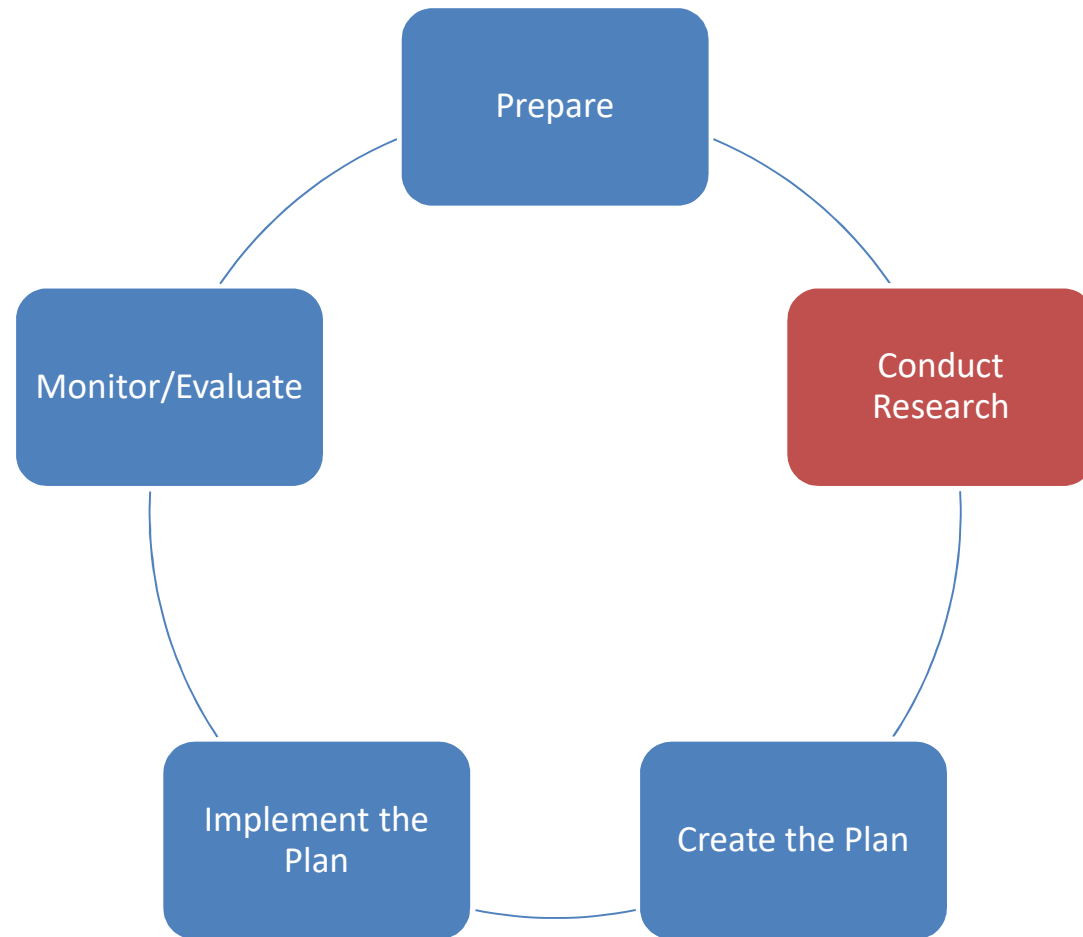 Prepare
Conduct
Research
Create the Plan
Implement the
Plan
Monitor/Evaluate